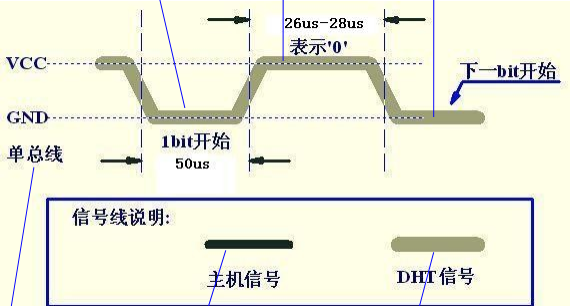 26us-28us
表示'0'
VCC
下一bit开始
GND
1bit开始
单总线
50us
信号线说明:
主机信号
DHT信号